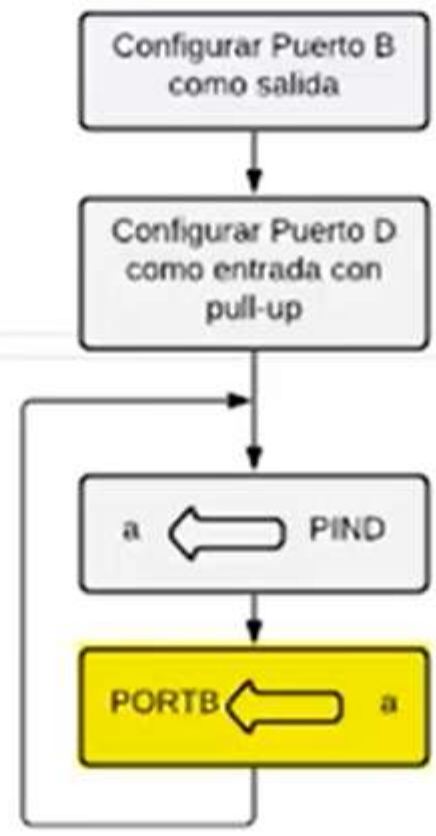 Configurar Puerto B
como salida
Configurar Puerto D
como entrada con
pull-up
a PIND
PORTB a